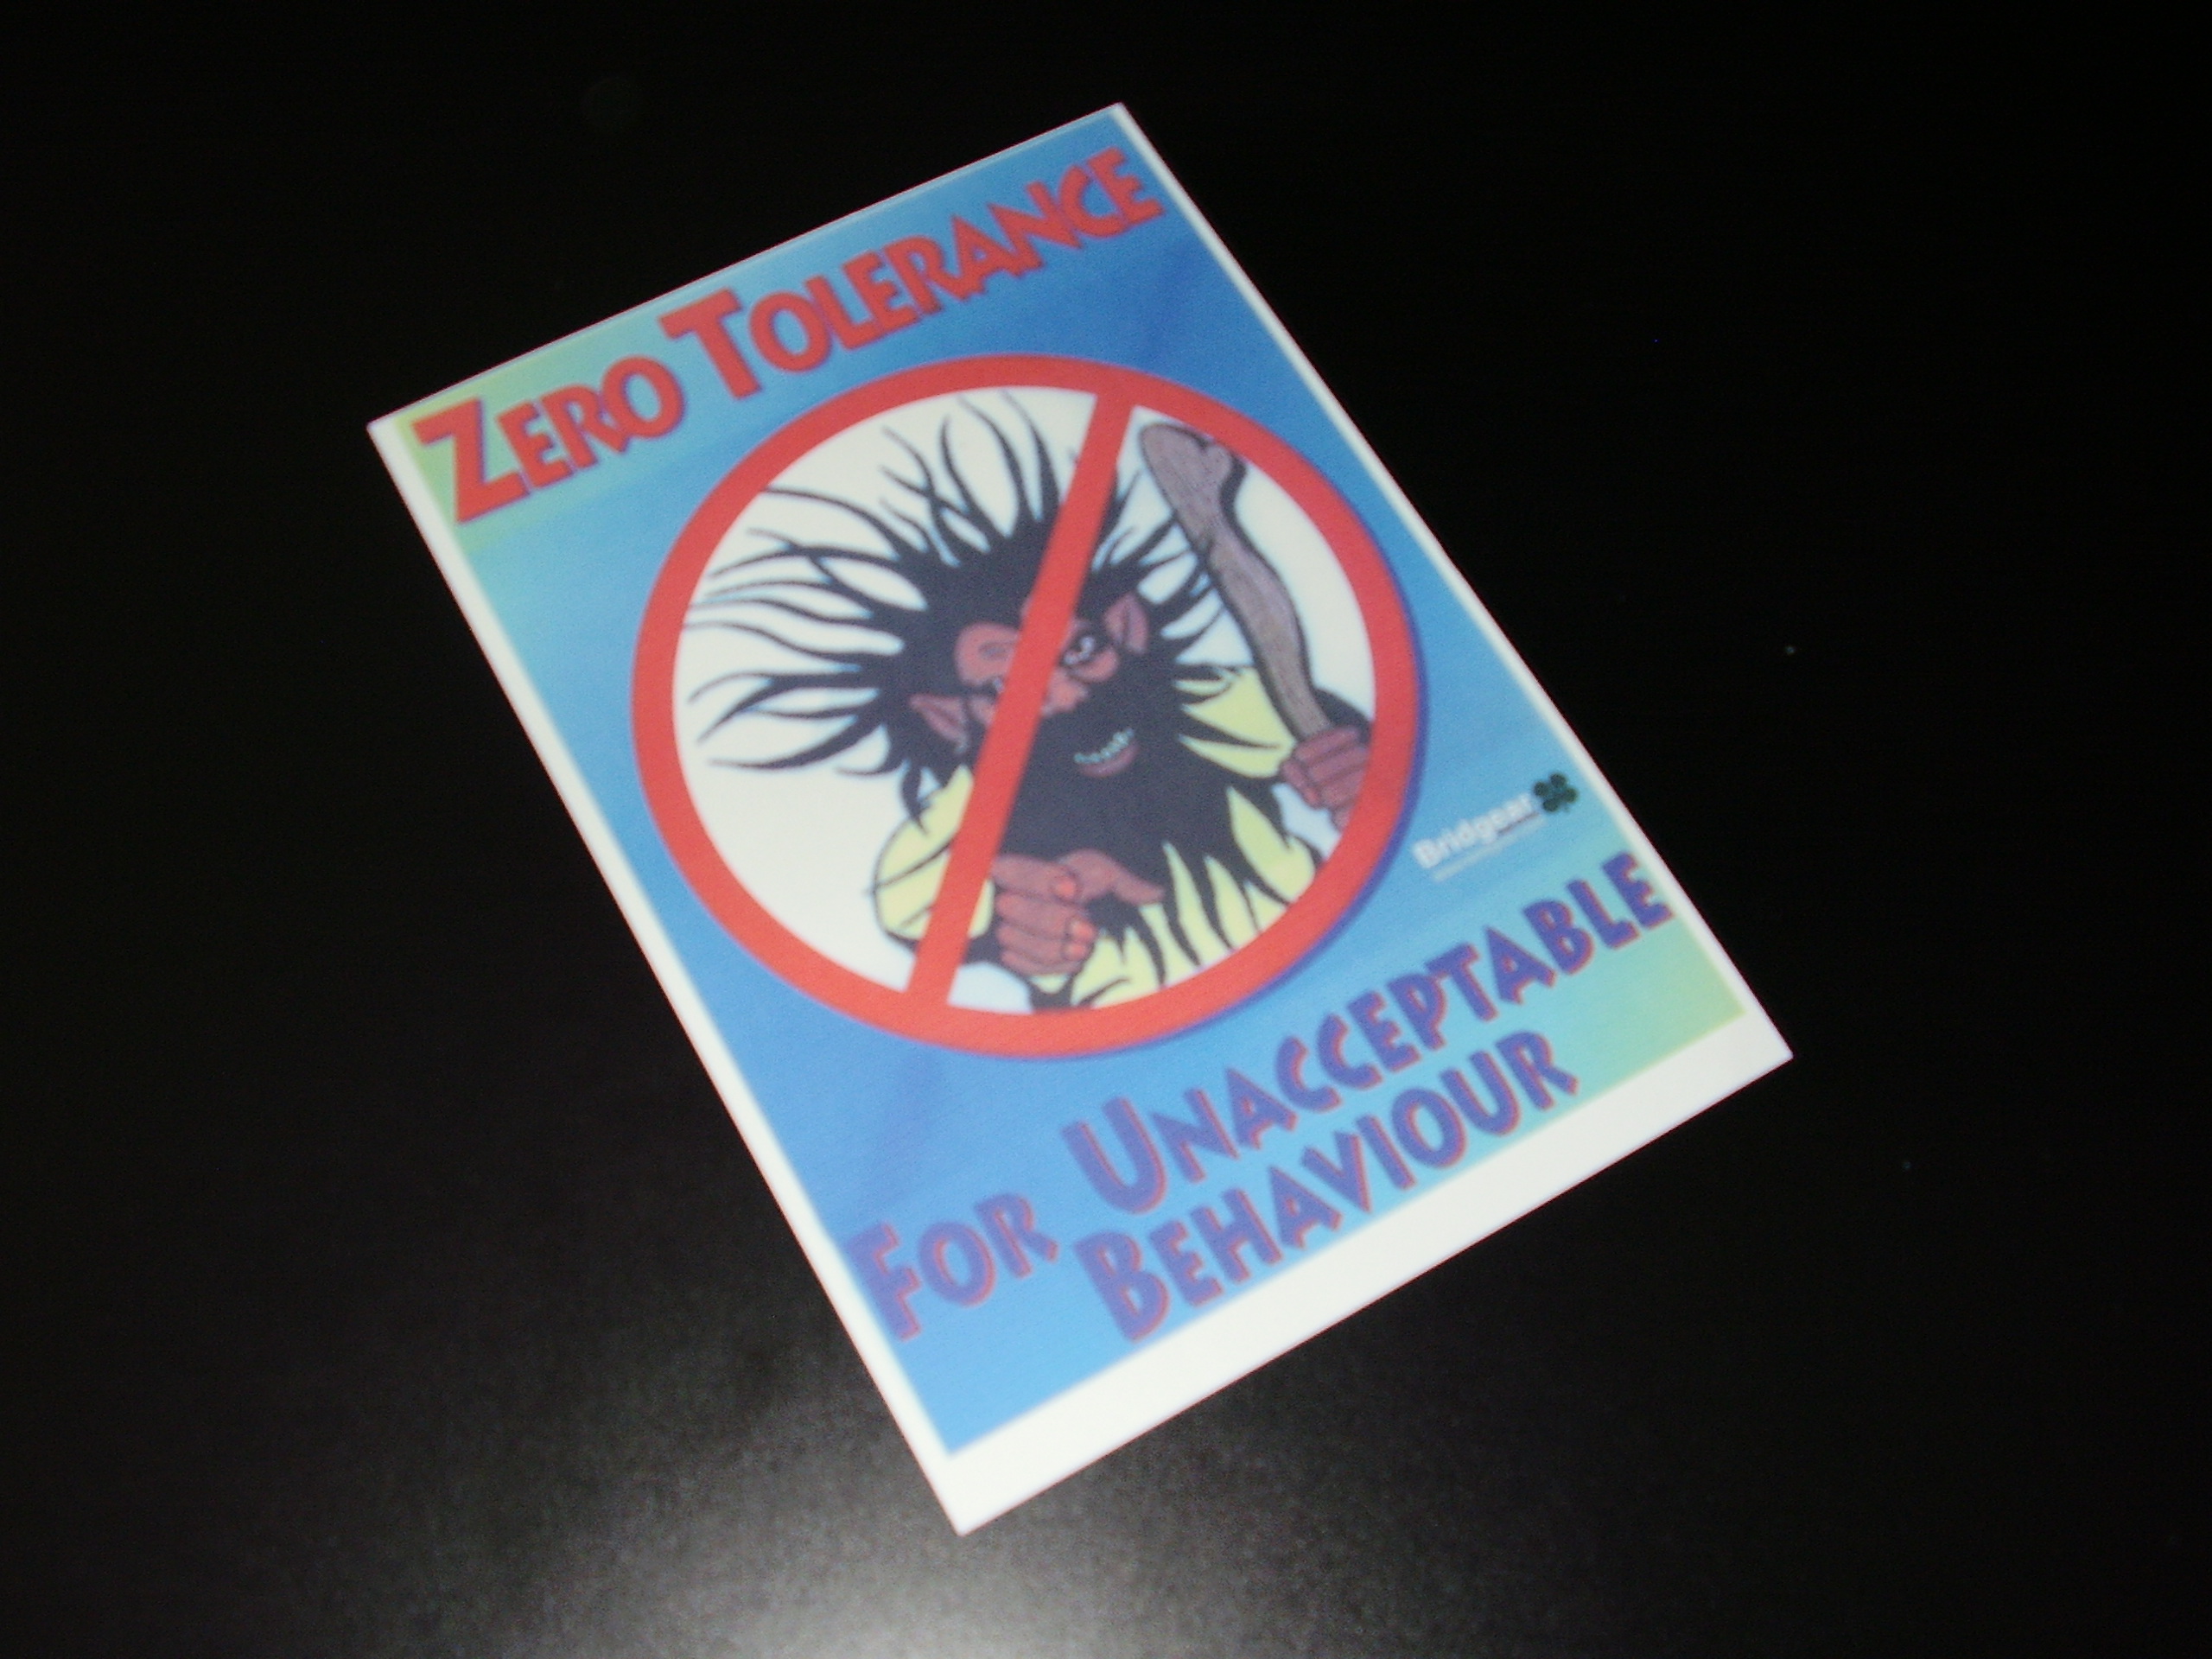 ZERO TOLERANCE
Bridgear
FOR UNACCEPTABLE
BEHAVIOUR